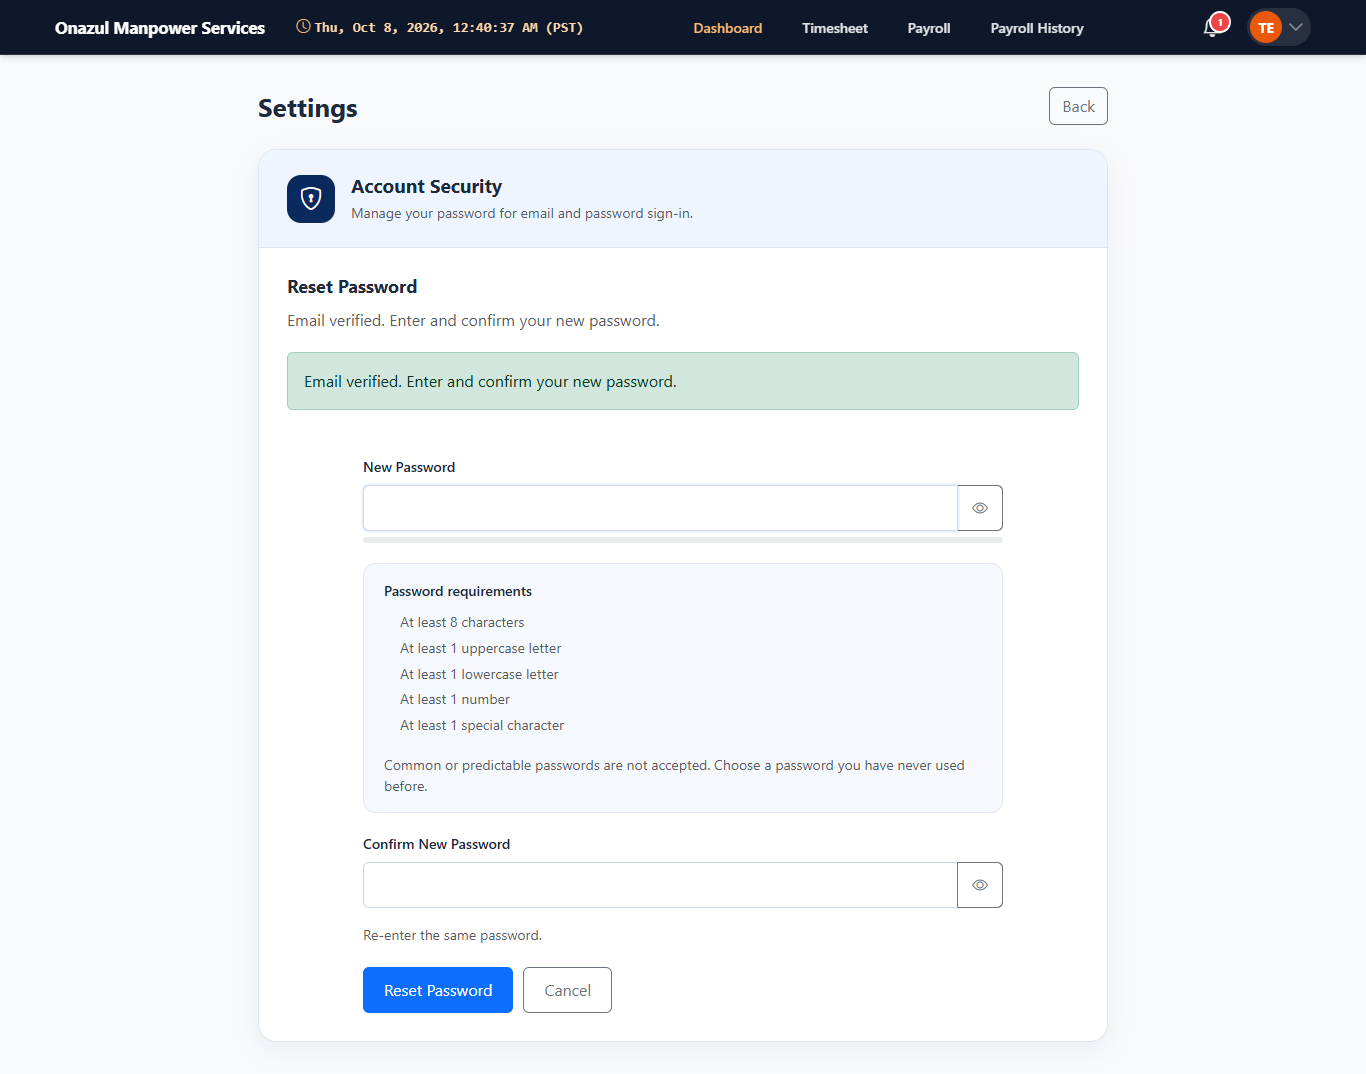 Onazul Manpower Services
Thu, Oct 8, 2026, 12:40:37 AM (PST)
Dashboard
Timesheet
Payroll
Payroll History
1
TE
Settings
Back
Account Security
Manage your password for email and password sign-in.
Reset Password
Email verified. Enter and confirm your new password.
Email verified. Enter and confirm your new password.
New Password
Password requirements
At least 8 characters
At least 1 uppercase letter
At least 1 lowercase letter
At least 1 number
At least 1 special character
Common or predictable passwords are not accepted. Choose a password you have never used
before.
Confirm New Password
Re-enter the same password.
Reset Password
Cancel